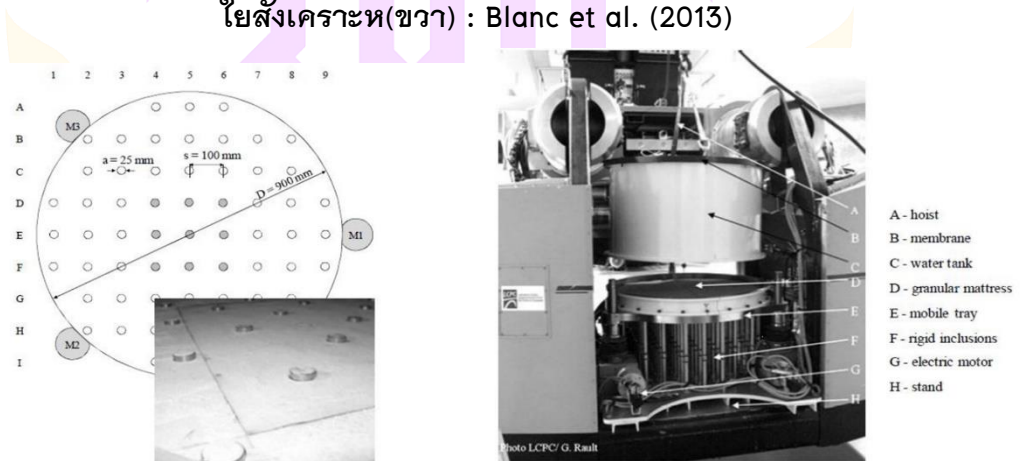 โยสังเคราะห(ขวา) : Blanc et al. (2013)
1 2 3 4 5 6 7 8 9
A
M3
B
a = 25 mm
s = 100 mm
C
D = 900 mm
D
E
M1
F
G
H
M2
I
A
B
C
D
E
F
G
H
Photo LCPC/ G. Rault
LCPC
A - hoist
B - membrane
C - water tank
D - granular mattress
E - mobile tray
F - rigid inclusions
G - electric motor
H - stand